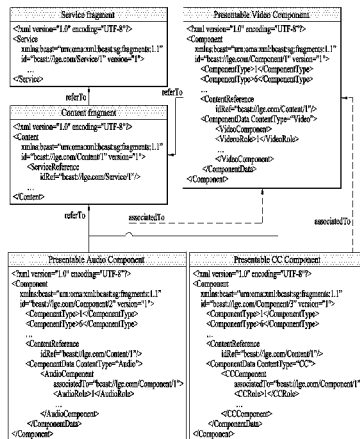 Service fragment
<?xml version="1.0" encoding="UTF-8"?>
<Service
xmlns:bcast="urn:oma:xml:bcast:sg:fragments:1.1"
id="bcast://lge.com/Service/1" version="1">
...
</Service>
referTo
Content fragment
<?xml version="1.0" encoding="UTF-8"?>
<Content
xmlns:bcast="urn:oma:xml:bcast:sg:fragments:1.1"
id="bcast://lge.com/Content/1" version="1">
<ServiceReference
idRef="bcast://lge.com/Service/1"/>
...
</Content>
referTo
referTo
Presentable Video Component
<?xml version="1.0" encoding="UTF-8"?>
<Component
xmlns:bcast="urn:oma:xml:bcast:sg:fragments:1.1"
id="bcast://lge.com/Component/1" version="1">
<ComponentType>1</ComponentType>
<ComponentType>6</ComponentType>
...
<ContentReference
idRef="bcast://lge.com/Content/1"/>
<ComponentData ContentType="Video">
<VideoComponent>
<VideoRole>1</VideoRole>
...
</VideoComponent>
</ComponentData>
</Component>
associatedTo
associatedTo
Presentable Audio Component
<?xml version="1.0" encoding="UTF-8"?>
<Component
xmlns:bcast="urn:oma:xml:bcast:sg:fragments:1.1"
id="bcast://lge.com/Component/2" version="1">
<ComponentType>1</ComponentType>
<ComponentType>6</ComponentType>
...
<ContentReference
idRef="bcast://lge.com/Content/1"/>
<ComponentData ContentType="Audio">
<AudioComponent
associatedTo="bcast://lge.com/Component/1">
<AudioRole>1</AudioRole>
...
</AudioComponent>
</ComponentData>
</Component>
Presentable CC Component
<?xml version="1.0" encoding="UTF-8"?>
<Component
xmlns:bcast="urn:oma:xml:bcast:sg:fragments:1.1"
id="bcast://lge.com/Component/3" version="1">
<ComponentType>1</ComponentType>
<ComponentType>6</ComponentType>
...
<ContentReference
idRef="bcast://lge.com/Content/1"/>
<ComponentData ContentType="CC">
<CCComponent
associatedTo="bcast://lge.com/Component/1">
<CCRole>1</CCRole>
...
</CCComponent>
</ComponentData>
</Component>